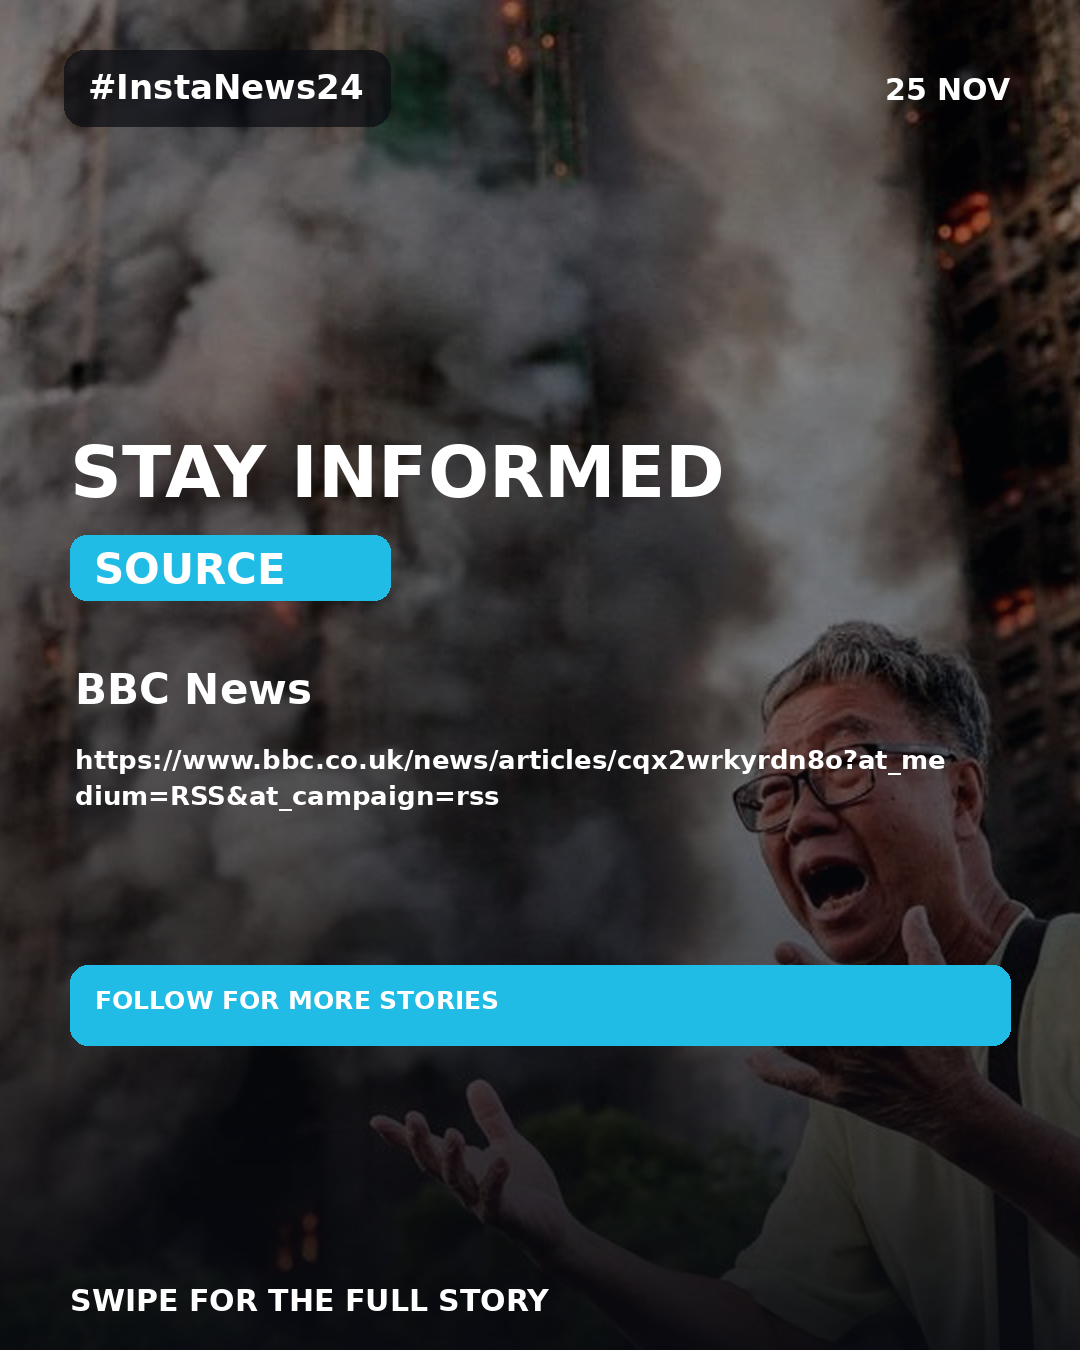 #InstaNews24
25 NOV
STAY INFORMED
SOURCE
BBC News
https://www.bbc.co.uk/news/articles/cqx2wrkyrdn8o?at_me
dium=RSS&at_campaign=rss
FOLLOW FOR MORE STORIES
SWIPE FOR THE FULL STORY